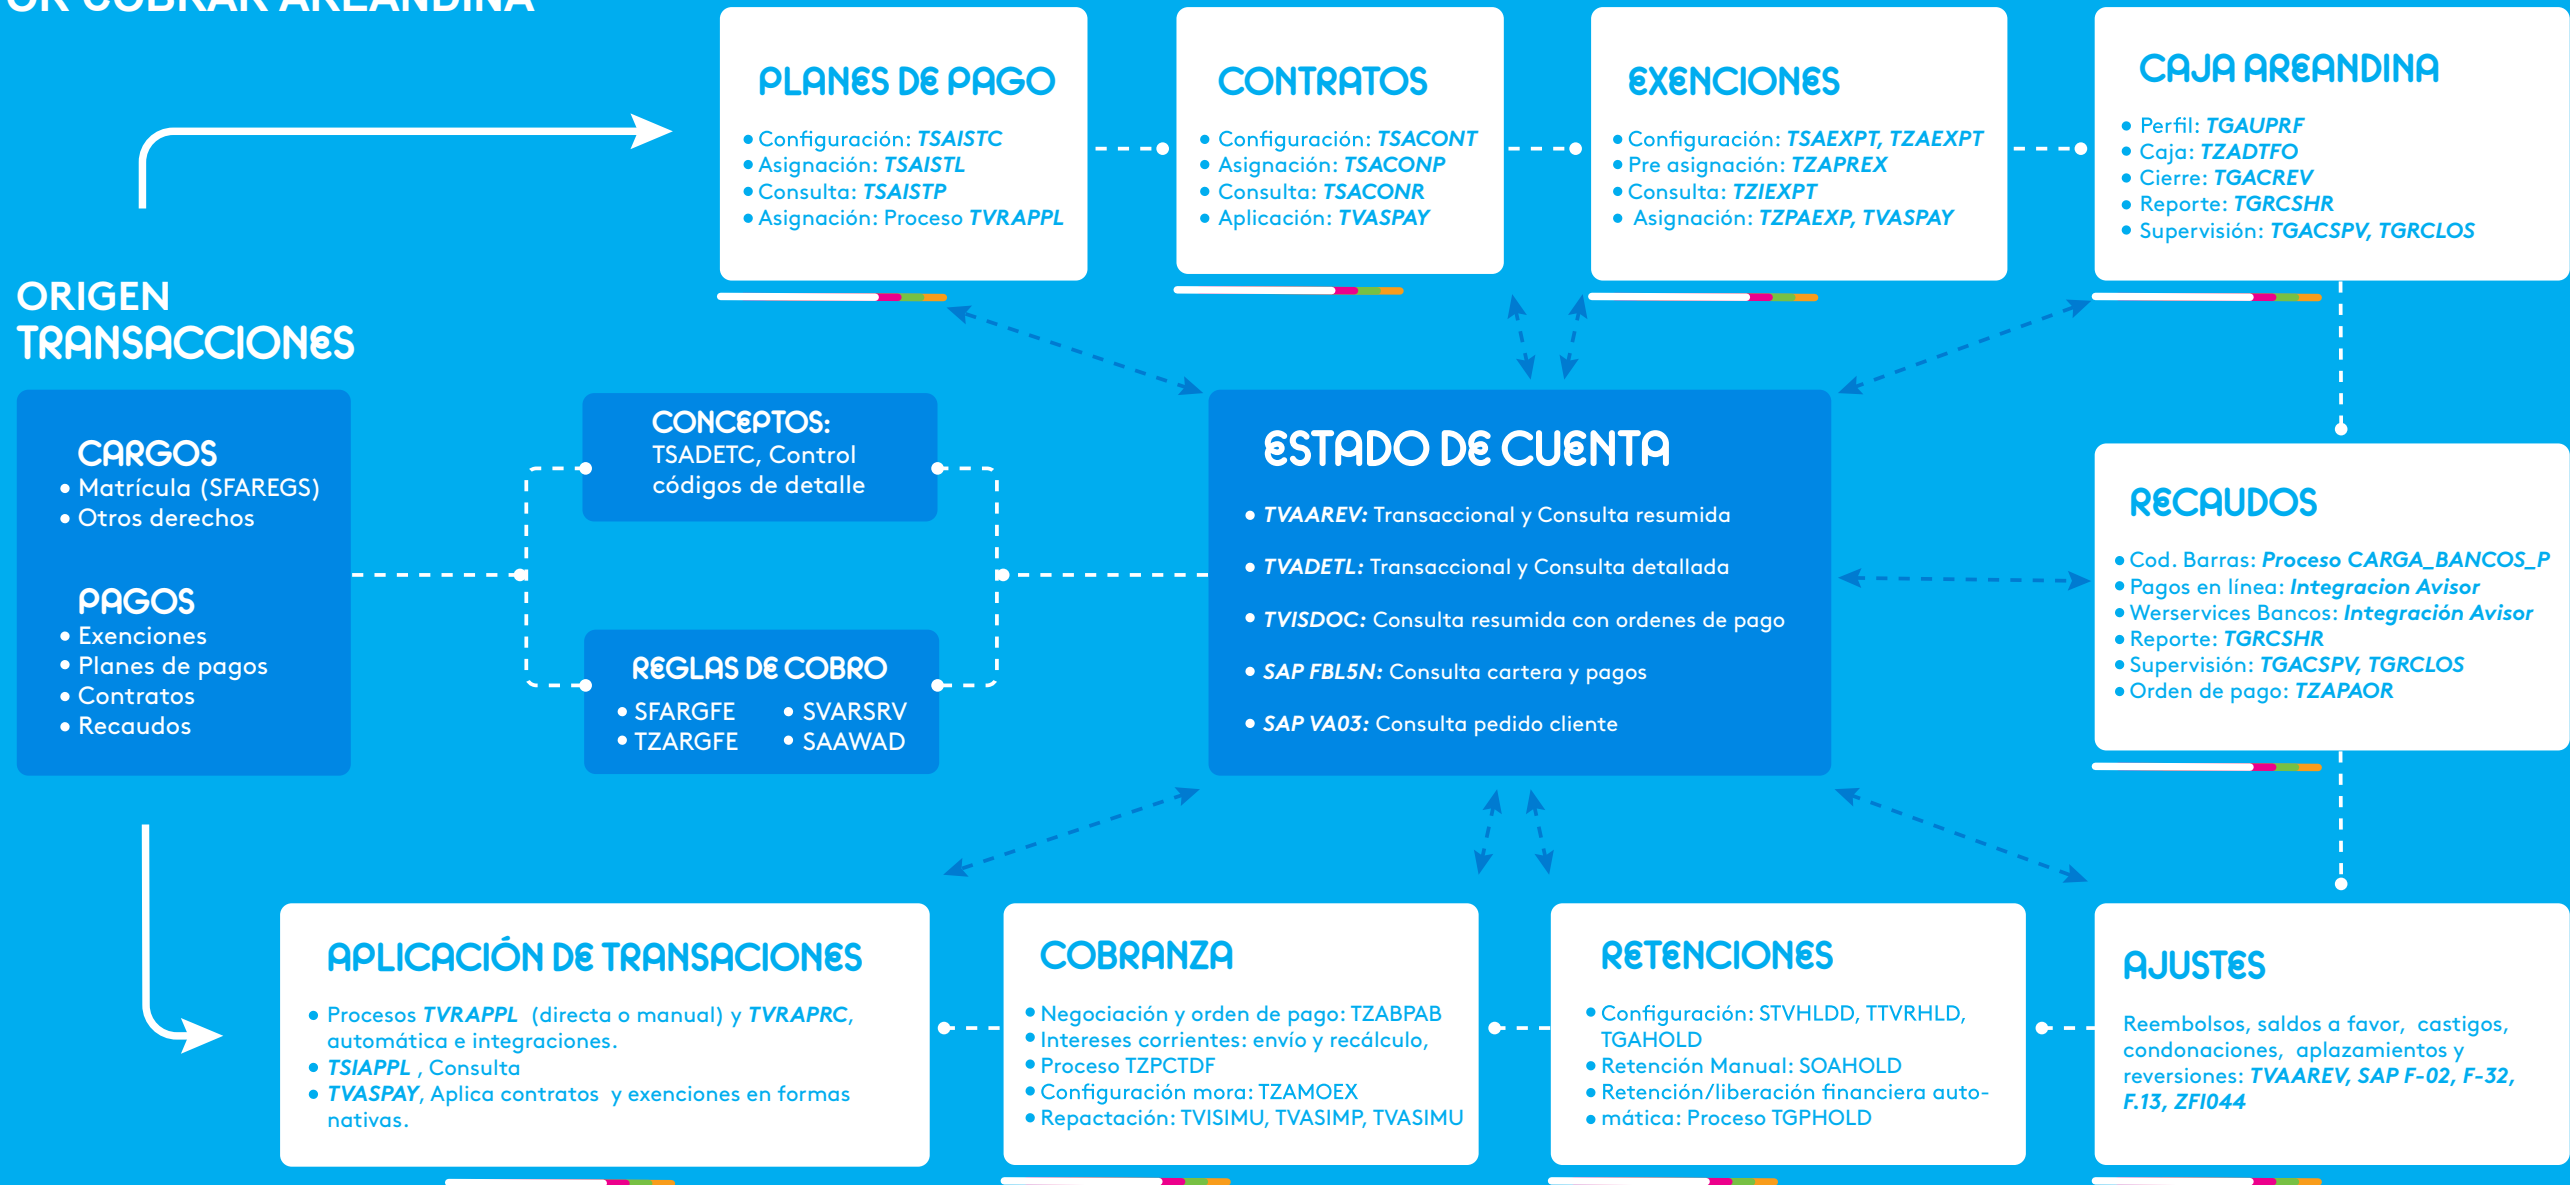 OR COBRAR AREANDINA
PLANES DE PAGO
• Configuración: TSAISTC
• Asignación: TSAISTL
• Consulta: TSAISTP
• Asignación: Proceso TVRAPPL
CONTRATOS
• Configuración: TSACONT
• Asignación: TSACONP
• Consulta: TSACONR
• Aplicación: TVASPAY
EXENCIONES
• Configuración: TSAEXPT, TZAEXPT
• Pre asignación: TZAPREX
• Consulta: TZIEXPT
• Asignación: TZPAEXP, TVASPAY
CAJA AREANDINA
• Perfil: TGAUPRF
• Caja: TZADTFO
• Cierre: TGACREV
• Reporte: TGRCSHR
• Supervisión: TGACSPV, TGRCLOS
ORIGEN
TRANSACCIONES
CARGOS
• Matrícula (SFAREGS)
• Otros derechos
PAGOS
• Exenciones
• Planes de pagos
• Contratos
• Recaudos
CONCEPTOS:
TSADETC, Control
códigos de detalle
REGLAS DE COBRO
• SFARGFE
• SVARSRV
• TZARGFE
• SAAWAD
ESTADO DE CUENTA
• TVAAREV: Transaccional y Consulta resumida
• TVADETL: Transaccional y Consulta detallada
• TVISDOC: Consulta resumida con ordenes de pago
• SAP FBL5N: Consulta cartera y pagos
• SAP VA03: Consulta pedido cliente
RECAUDOS
• Cod. Barras: Proceso CARGA_BANCOS_P
• Pagos en línea: Integracion Avisor
• Werservices Bancos: Integración Avisor
• Reporte: TGRCSHR
• Supervisión: TGACSPV, TGRCLOS
• Orden de pago: TZAPAOR
APLICACIÓN DE TRANSACIONES
• Procesos TVRAPPL (directa o manual) y TVRAPRC,
automática e integraciones.
• TSIAPPL , Consulta
• TVASPAY, Aplica contratos y exenciones en formas
nativas.
COBRANZA
• Negociación y orden de pago: TZABPAB
• Intereses corrientes: envío y recálculo,
• Proceso TZPCTDF
• Configuración mora: TZAMOEX
• Repactación: TVISIMU, TVASIMP, TVASIMU
RETENCIONES
• Configuración: STVHLDD, TTVRHLD,
TGAHOLD
• Retención Manual: SOAHOLD
• Retención/liberación financiera auto-
• mática: Proceso TGPHOLD
AJUSTES
Reembolsos, saldos a favor, castigos,
condonaciones, aplazamientos y
reversiones: TVAAREV, SAP F-02, F-32,
F.13, ZFI044